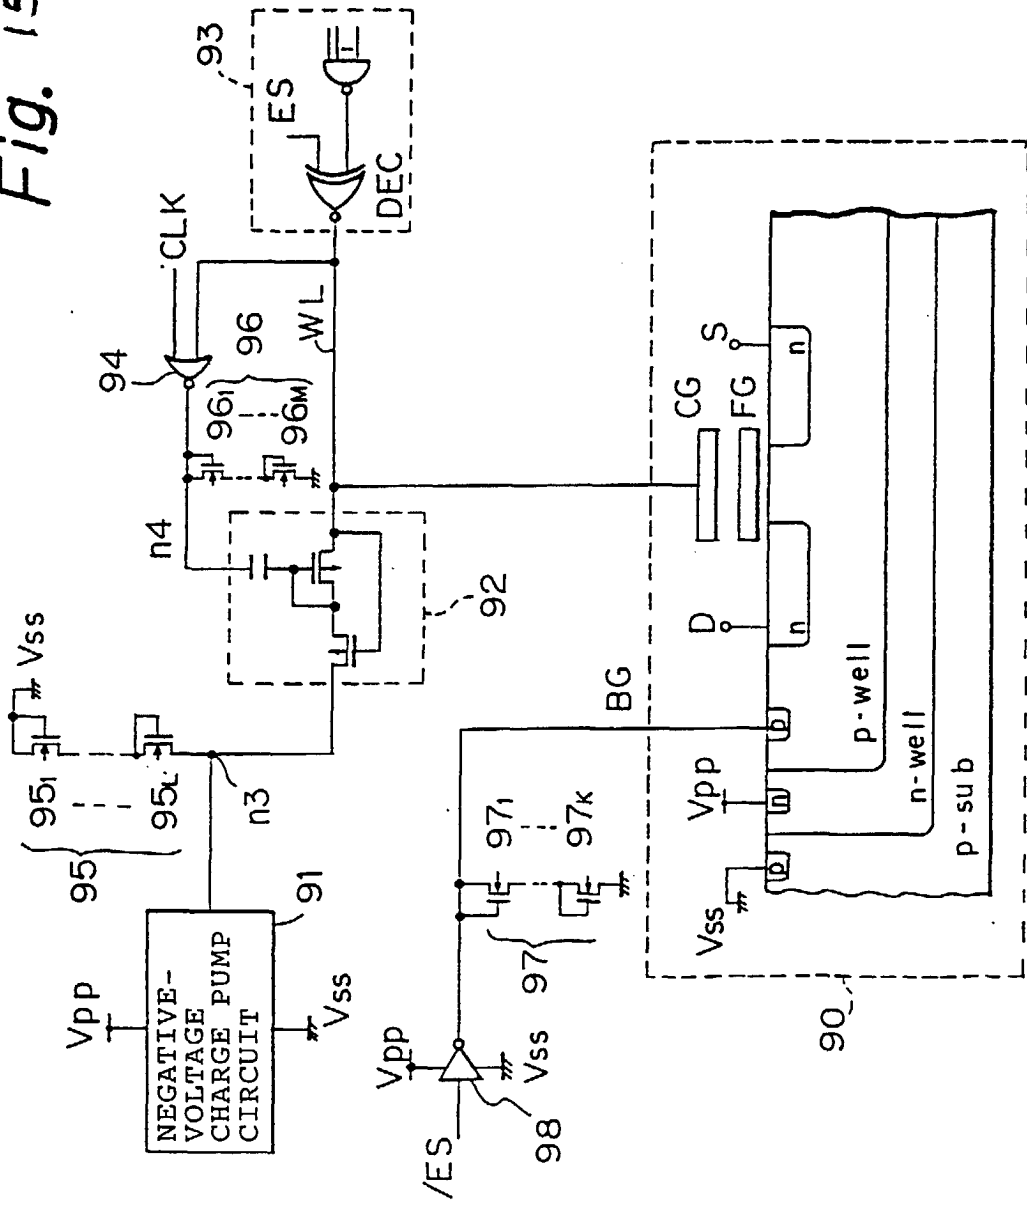 Fig. 15
93
ES
DEC
CLK
94
96₁
96ₘ
96
WL
n4
92
Vss
95₁
95L
95
n3
91
Vpp
NEGATIVE-
VOLTAGE
CHARGE PUMP
CIRCUIT
Vss
Vpp
Vss
/ES
98
97₁
97ₖ
97
BG
90
CG
FG
S
D
n
n
p
n
p
Vpp
Vss
p-well
n-well
p-sub